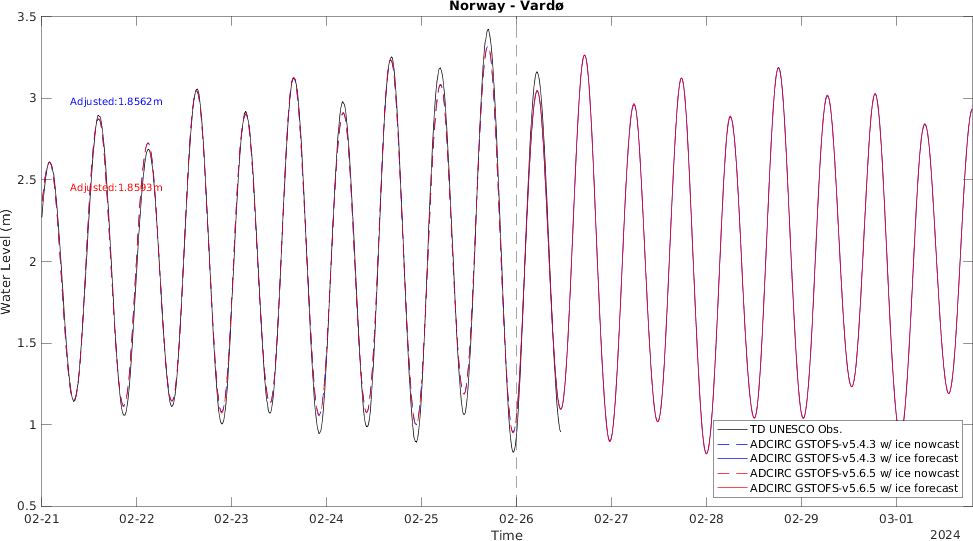 Norway - Vardø
3.5
3
2.5
2
1.5
1
0.5
Water Level (m)
Adjusted:1.8562m
Adjusted:1.8593m
TD UNESCO Obs.
ADCIRC GSTOFS-v5.4.3 w/ ice nowcast
ADCIRC GSTOFS-v5.4.3 w/ ice forecast
ADCIRC GSTOFS-v5.6.5 w/ ice nowcast
ADCIRC GSTOFS-v5.6.5 w/ ice forecast
02-21 02-22 02-23 02-24 02-25 02-26 02-27 02-28 02-29 03-01
Time
2024